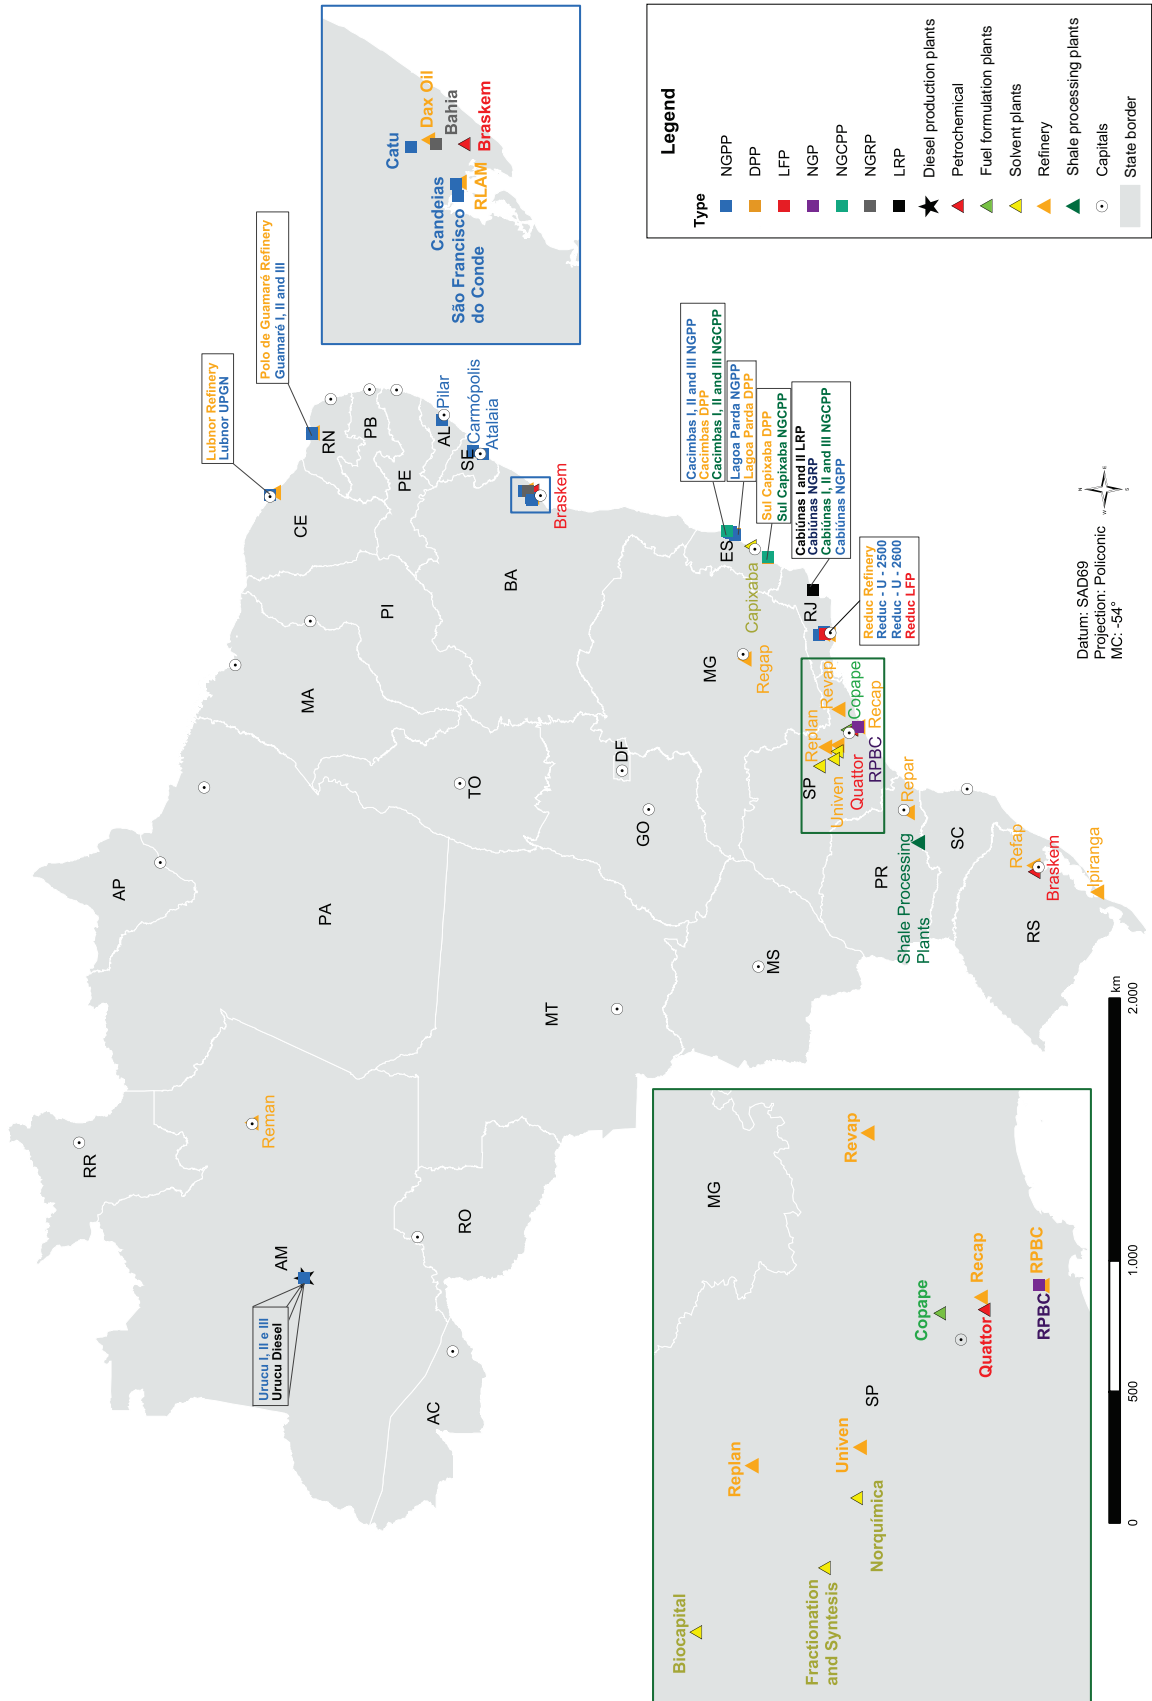 Lubnor Refinery
Lubnor UPGN
Polo de Guamaré Refinery
Guamaré I, II and III
Catu
Dax Oil
Bahia
Candeias
São Francisco
do Conde
RLAM
Braskem
RR
AP
AM
Urucu I, II e III
Urucu Diesel
Reman
PA
MA
CE
RN
PB
PE
PI
AL
Pilar
SE
Carmópolis
Atalaia
Braskem
BA
TO
AC
RO
MT
DF
GO
MG
Regap
MS
ES
Capixaba
Cacimbas I, II and III NGPP
Cacimbas DPP
Cacimbas I, II and III NGCPP
Lagoa Parda NGPP
Lagoa Parda DPP
Sul Capixaba DPP
Sul Capixaba NGCPP
Cabiúnas I and II LRP
Cabiúnas NGRP
Cabiúnas I, II and III NGCPP
Cabiúnas NGPP
RJ
Reduc Refinery
Reduc - U - 2500
Reduc - U - 2600
Reduc LFP
SP
Replan
Revap
Univen
Quattor
Copape
RPBC
Recap
PR
Repar
Shale Processing
Plants
SC
RS
Refap
Braskem
Ipiranga
MG
Biocapital
Replan
Revap
Fractionation
and Syntesis
Norquímica
Univen
SP
Copape
Quattor
Recap
RPBC
RPBC
0
500
1.000
2.000
km
Datum: SAD69
Projection: Policonic
MC: -54°
N
S
W
E
Legend
Type
NGPP
DPP
LFP
NGP
NGCPP
NGRP
LRP
Diesel production plants
Petrochemical
Fuel formulation plants
Solvent plants
Refinery
Shale processing plants
Capitals
State border